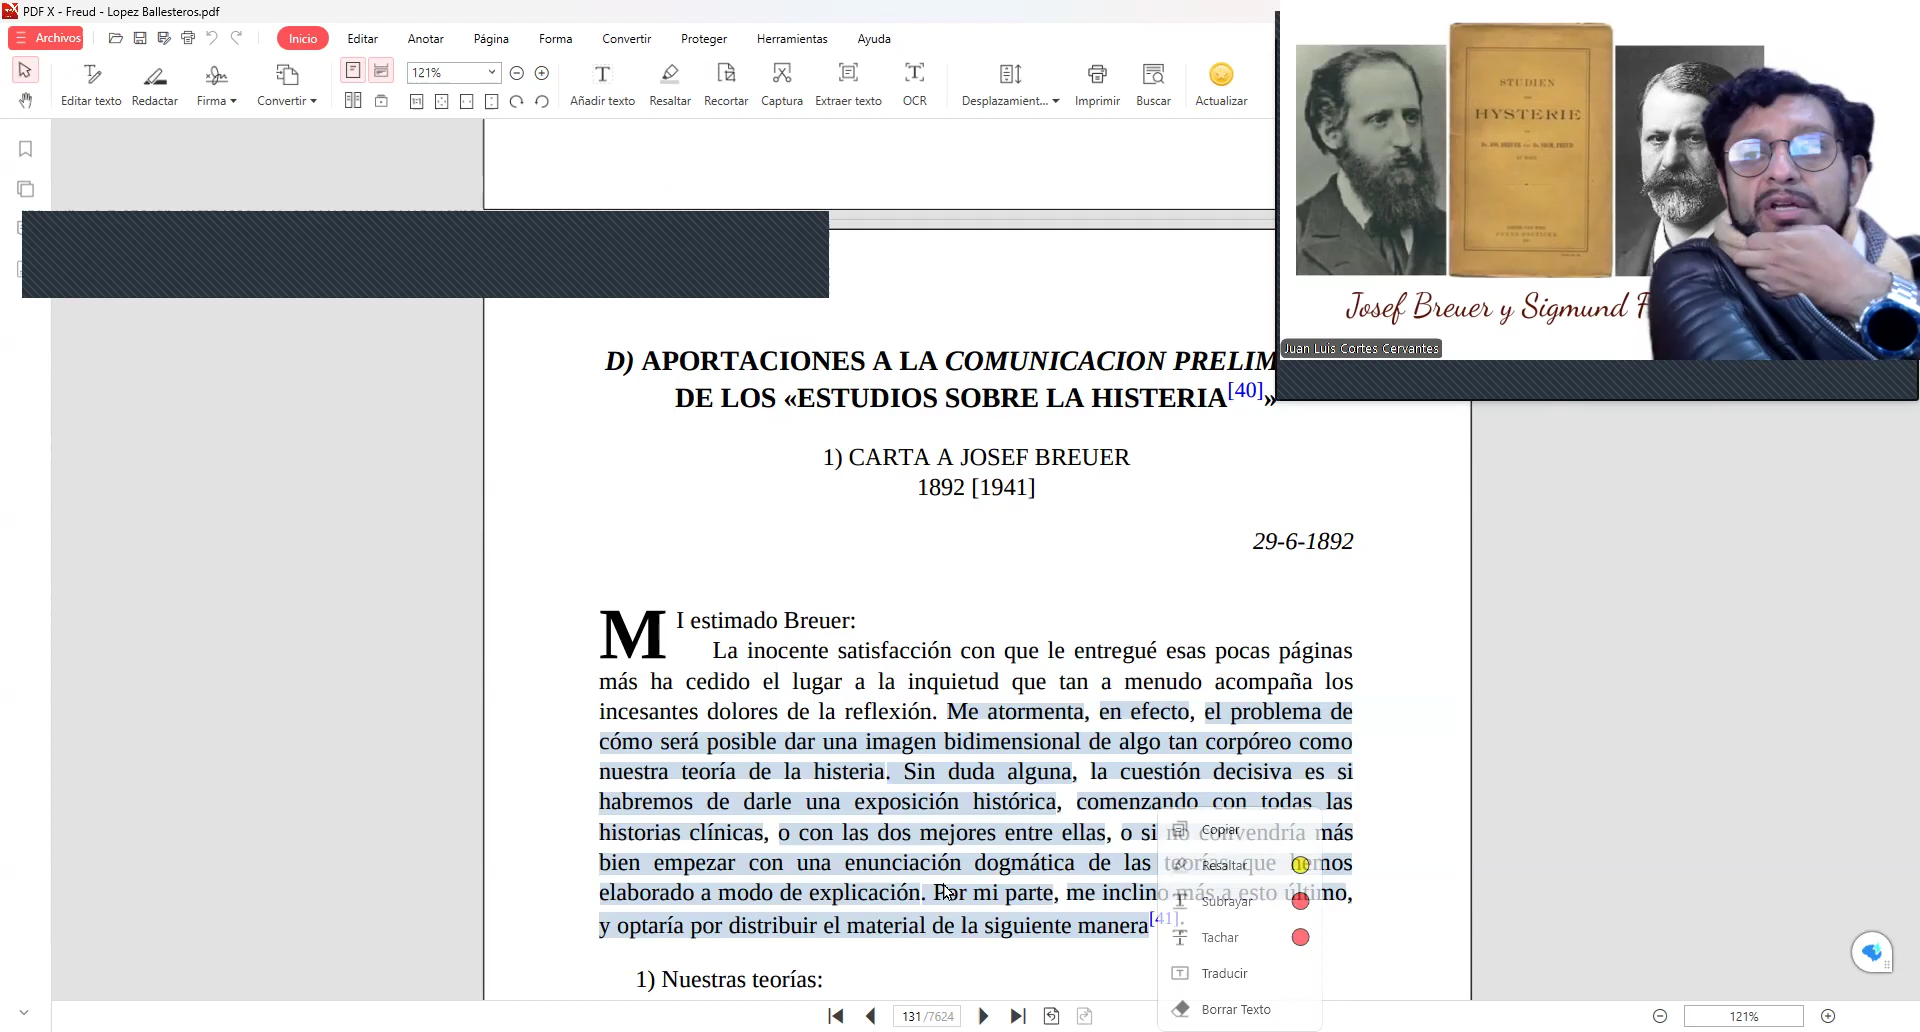 PDF X - Freud - Lopez Ballesteros.pdf
Archivos
Inicio
Editar
Anotar
Página
Forma
Convertir
Proteger
Herramientas
Ayuda
121%
Editar texto
Redactar
Firma
Convertir
Añadir texto
Resaltar
Recortar
Captura
Extraer texto
OCR
Desplazamient...
Imprimir
Buscar
Actualizar
STUDIEN
HYSTERIE
Josef Breuer y Sigmund F
Juan Luis Cortes Cervantes
D) APORTACIONES A LA COMUNICACION PRELIM
DE LOS «ESTUDIOS SOBRE LA HISTERIA[40]»
1) CARTA A JOSEF BREUER
1892 [1941]
29-6-1892
MI estimado Breuer:
La inocente satisfacción con que le entregué esas pocas páginas
más ha cedido el lugar a la inquietud que tan a menudo acompaña los
incesantes dolores de la reflexión. Me atormenta, en efecto, el problema de
cómo será posible dar una imagen bidimensional de algo tan corpóreo como
nuestra teoría de la histeria. Sin duda alguna, la cuestión decisiva es si
habremos de darle una exposición histórica, comenzando con todas las
historias clínicas, o con las dos mejores entre ellas, o si no convendría más
bien empezar con una enunciación dogmática de las teorías que hemos
elaborado a modo de explicación. Por mi parte, me inclino más a esto último,
y optaría por distribuir el material de la siguiente manera[41].
1) Nuestras teorías:
Copiar
Resaltar
Subrayar
Tachar
Traducir
Borrar Texto
131 /7624
121%